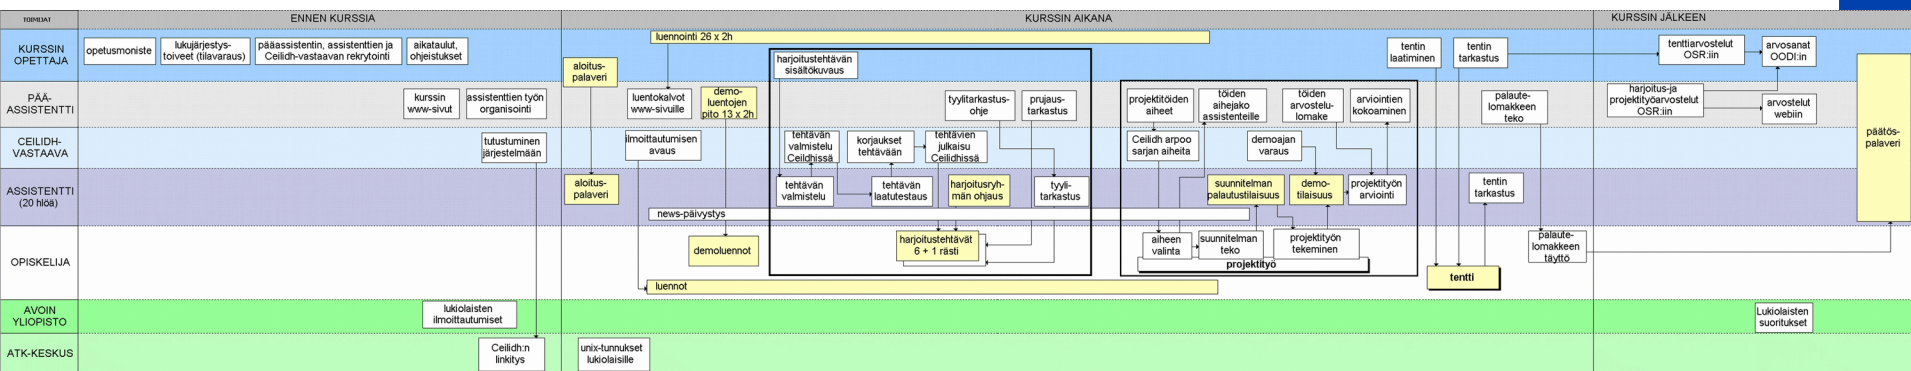 TOIMIJAT
ENNEN KURSSIA
KURSSIN AIKANA
KURSSIN JÄLKEEN
KURSSIN
OPETTAJA
opetusmoniste
lukujärjestys-
toiveet (tilavaraus)
pääassistentin, assistenttien ja
Ceilidh-vastaavan rekrytointi
aikataulut,
ohjeistukset
luennointi 26 x 2h
aloitus-
palaveri
harjoitustehtävän
sisältökuvaus
tentin
laatiminen
tentin
tarkastus
tenttiarvostelut
OSR:iin
arvosanat
OODI:in
PÄÄ-
ASSISTENTTI
kurssin
www-sivut
assistenttien työn
organisointi
luentokalvot
www-sivuille
demo-
luentojen
pito 13 x 2h
tyylitarkastus-
ohje
prujaus-
tarkastus
projektitöiden
aiheet
töiden
aihejako
assistenteille
töiden
arvostelu-
lomake
arviointien
kokoaminen
palaute-
lomakkeen
teko
harjoitus-ja
projektityöarvostelut
OSR:iin
arvostelut
webiin
päätös-
palaveri
CEILIDH-
VASTAAVA
tutustuminen
järjestelmään
ilmoittautumisen
avaus
tehtävän
valmistelu
Ceildhissä
korjaukset
tehtävään
tehtävien
julkaisu
Ceilidhissä
Ceilidh arpoo
sarjan aiheita
demoajan
varaus
ASSISTENTTI
(20 hlöä)
aloitus-
palaveri
tehtävän
valmistelu
tehtävän
laatutestaus
harjoitusryh-
män ohjaus
tyyli-
tarkastus
suunnitelman
palautustilaisuus
demo-
tilaisuus
projektityön
arviointi
tentin
tarkastus
news-päivystys
OPISKELIJA
demoluennot
harjoitustehtävät
6 + 1 rästi
aiheen
valinta
suunnitelman
teko
projektityön
tekeminen
projektityö
palaute-
lomakkeen
täyttö
tentti
luennot
AVOIN
YLIOPISTO
lukiolaisten
ilmoittautumiset
Lukiolaisten
suoritukset
ATK-KESKUS
Ceilidh:n
linkitys
unix-tunnukset
lukiolaisille